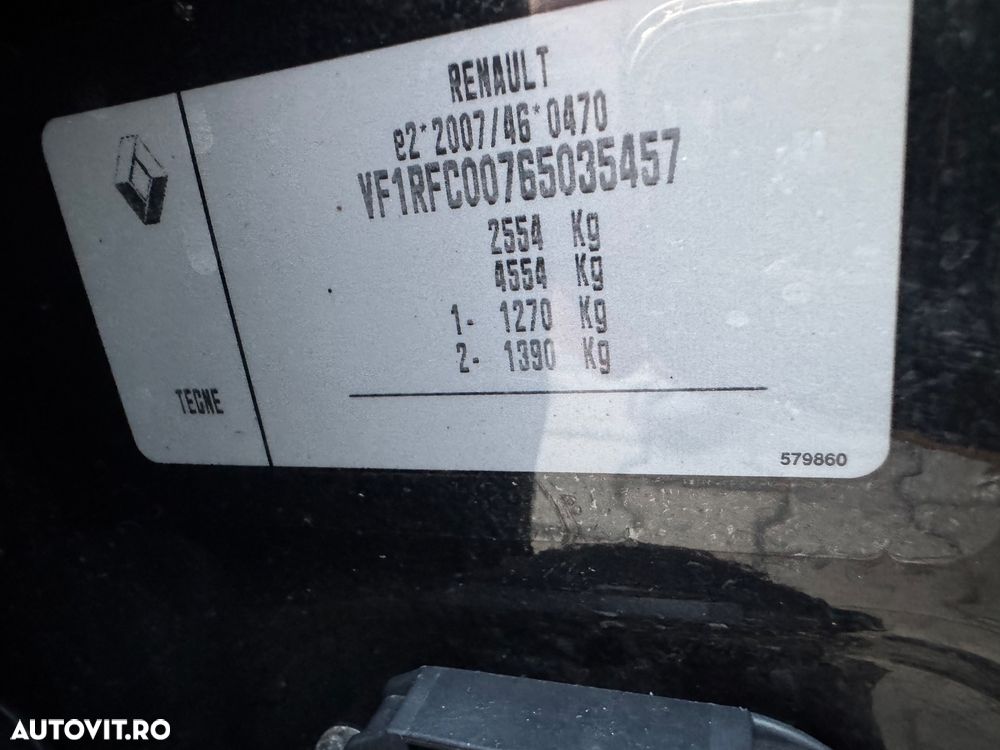 RENAULT
e2*2007/46*0470
VF1RFC00765035457
2554 Kg
4554 Kg
1- 1270 Kg
2- 1390 Kg
TEGNE
579860
AUTOVIT.RO